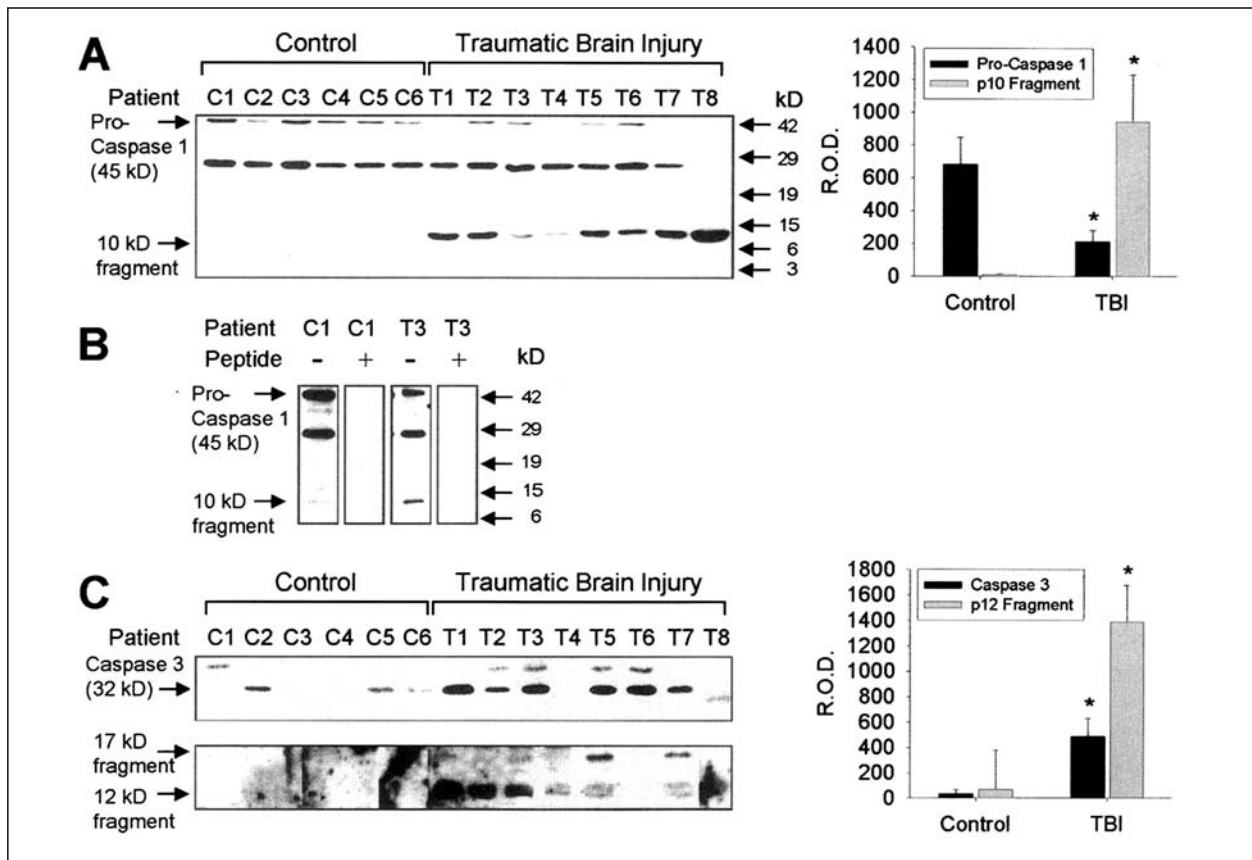 A
Control Traumatic Brain Injury
Patient C1 C2 C3 C4 C5 C6 T1 T2 T3 T4 T5 T6 T7 T8 kD
Pro-
Caspase 1
(45 kD)
10 kD
fragment
42
29
19
15
6
3
1400
1200
1000
800
600
400
200
0
R.O.D.
Pro-Caspase 1
p10 Fragment
*
*
Control TBI
B
Patient C1 C1 T3 T3
Peptide - + - + kD
Pro-
Caspase 1
(45 kD)
10 kD
fragment
42
29
19
15
6
C
Control Traumatic Brain Injury
Patient C1 C2 C3 C4 C5 C6 T1 T2 T3 T4 T5 T6 T7 T8
Caspase 3
(32 kD)
17 kD
fragment
12 kD
fragment
1800
1600
1400
1200
1000
800
600
400
200
0
R.O.D.
Caspase 3
p12 Fragment
*
*
Control TBI